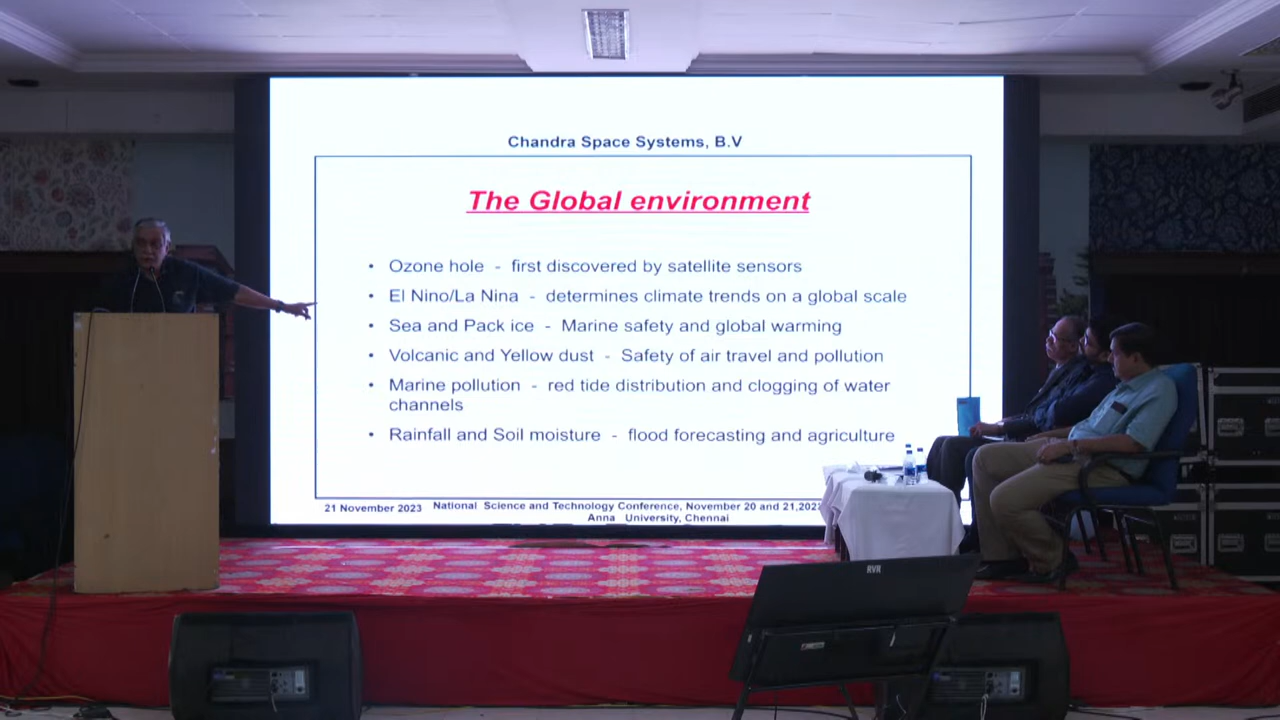 Chandra Space Systems, B.V
The Global environment
• Ozone hole - first discovered by satellite sensors
• El Nino/La Nina - determines climate trends on a global scale
• Sea and Pack ice - Marine safety and global warming
• Volcanic and Yellow dust - Safety of air travel and pollution
• Marine pollution - red tide distribution and clogging of water
channels
• Rainfall and Soil moisture - flood forecasting and agriculture
21 November 2023
National Science and Technology Conference, November 20 and 21,202
Anna University, Chennai
RVR